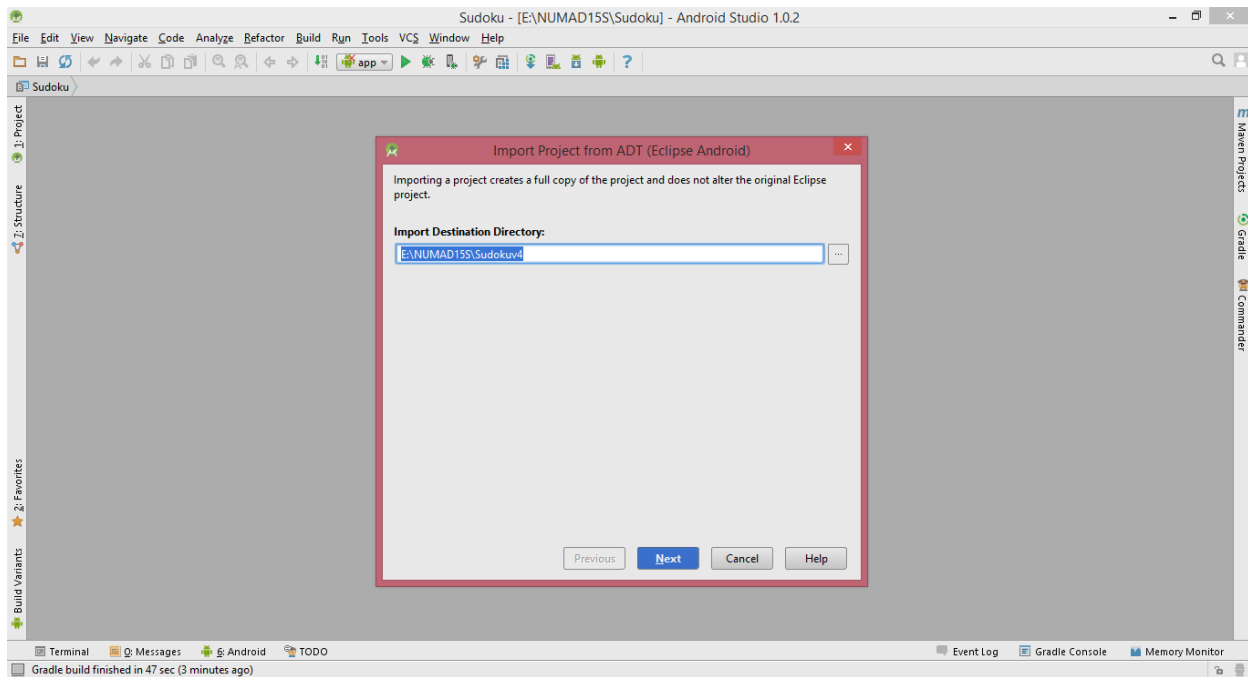 Sudoku - [E:\NUMAD15S\Sudoku] - Android Studio 1.0.2
File Edit View Navigate Code Analyze Refactor Build Run Tools VCS Window Help
app
Sudoku
1: Project
7: Structure
2: Favorites
Build Variants
Import Project from ADT (Eclipse Android)
Importing a project creates a full copy of the project and does not alter the original Eclipse
project.
Import Destination Directory:
E:\NUMAD15S\Sudokuv4
...
Previous Next Cancel Help
m Maven Projects
Gradle
Commander
Terminal 0: Messages 6: Android TODO Event Log Gradle Console Memory Monitor
Gradle build finished in 47 sec (3 minutes ago)